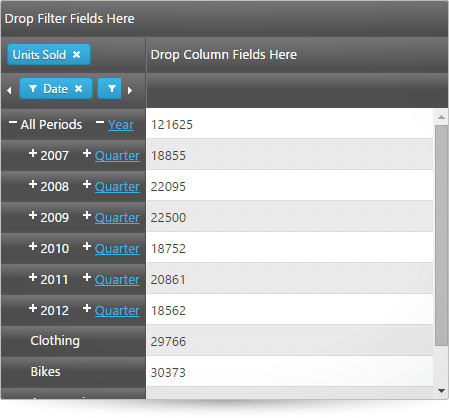 Drop Filter Fields Here
Units Sold ×
Drop Column Fields Here
Date ×
All Periods Year 121625
2007 Quarter 18855
2008 Quarter 22095
2009 Quarter 22500
2010 Quarter 18752
2011 Quarter 20861
2012 Quarter 18562
Clothing 29766
Bikes 30373